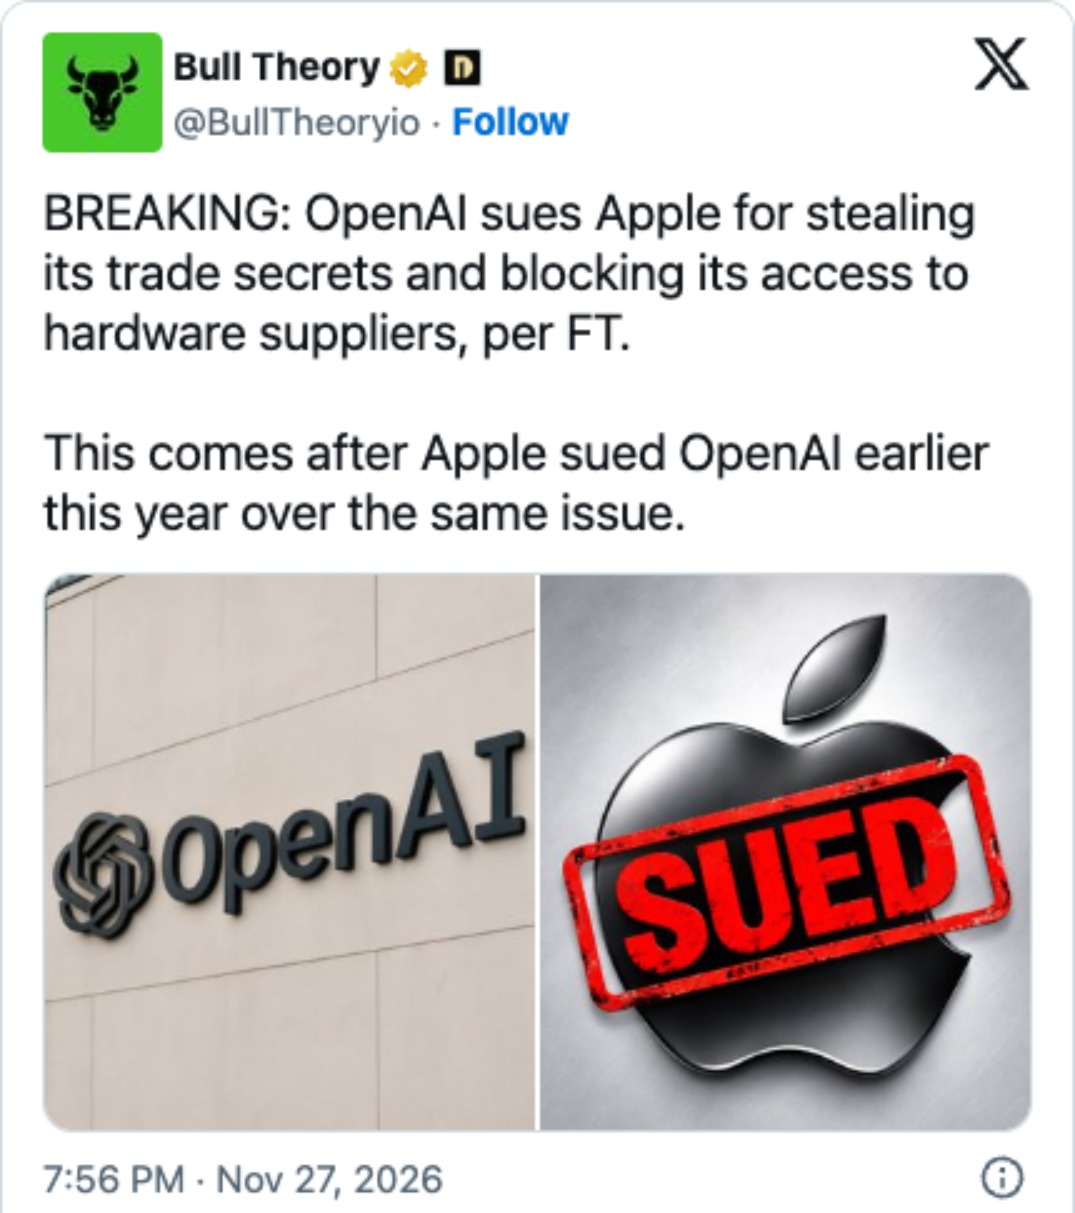 Bull Theory
@BullTheoryio · Follow
BREAKING: OpenAI sues Apple for stealing
its trade secrets and blocking its access to
hardware suppliers, per FT.
This comes after Apple sued OpenAI earlier
this year over the same issue.
OpenAI
SUED
7:56 PM · Nov 27, 2026